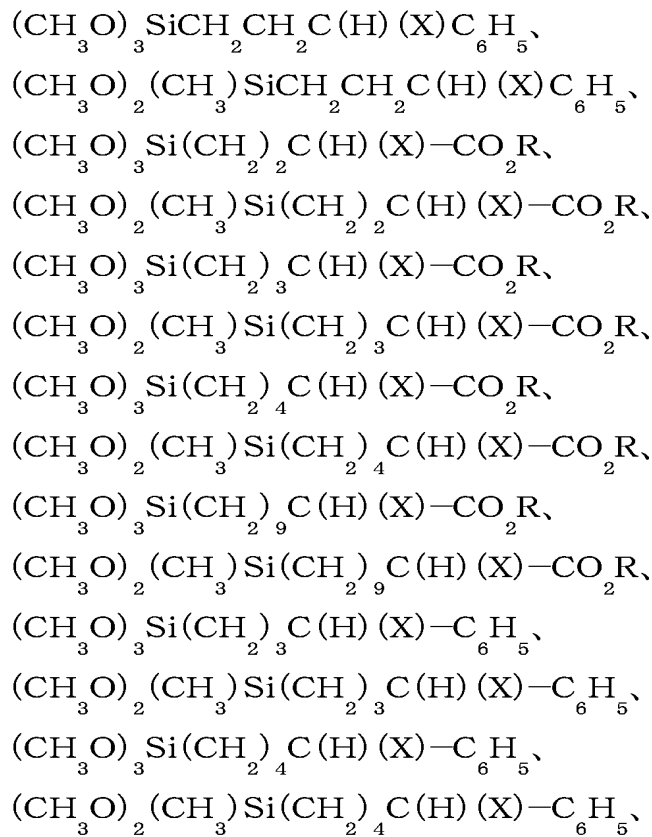 (CH₃O)₃SiCH₂CH₂C(H)(X)C₆H₅、
(CH₃O)₂(CH₃)SiCH₂CH₂C(H)(X)C₆H₅、
(CH₃O)₃Si(CH₂)₂C(H)(X)−CO₂R、
(CH₃O)₂(CH₃)Si(CH₂)₂C(H)(X)−CO₂R、
(CH₃O)₃Si(CH₂)₃C(H)(X)−CO₂R、
(CH₃O)₂(CH₃)Si(CH₂)₃C(H)(X)−CO₂R、
(CH₃O)₃Si(CH₂)₄C(H)(X)−CO₂R、
(CH₃O)₂(CH₃)Si(CH₂)₄C(H)(X)−CO₂R、
(CH₃O)₃Si(CH₂)₉C(H)(X)−CO₂R、
(CH₃O)₂(CH₃)Si(CH₂)₉C(H)(X)−CO₂R、
(CH₃O)₃Si(CH₂)₃C(H)(X)−C₆H₅、
(CH₃O)₂(CH₃)Si(CH₂)₃C(H)(X)−C₆H₅、
(CH₃O)₃Si(CH₂)₄C(H)(X)−C₆H₅、
(CH₃O)₂(CH₃)Si(CH₂)₄C(H)(X)−C₆H₅、